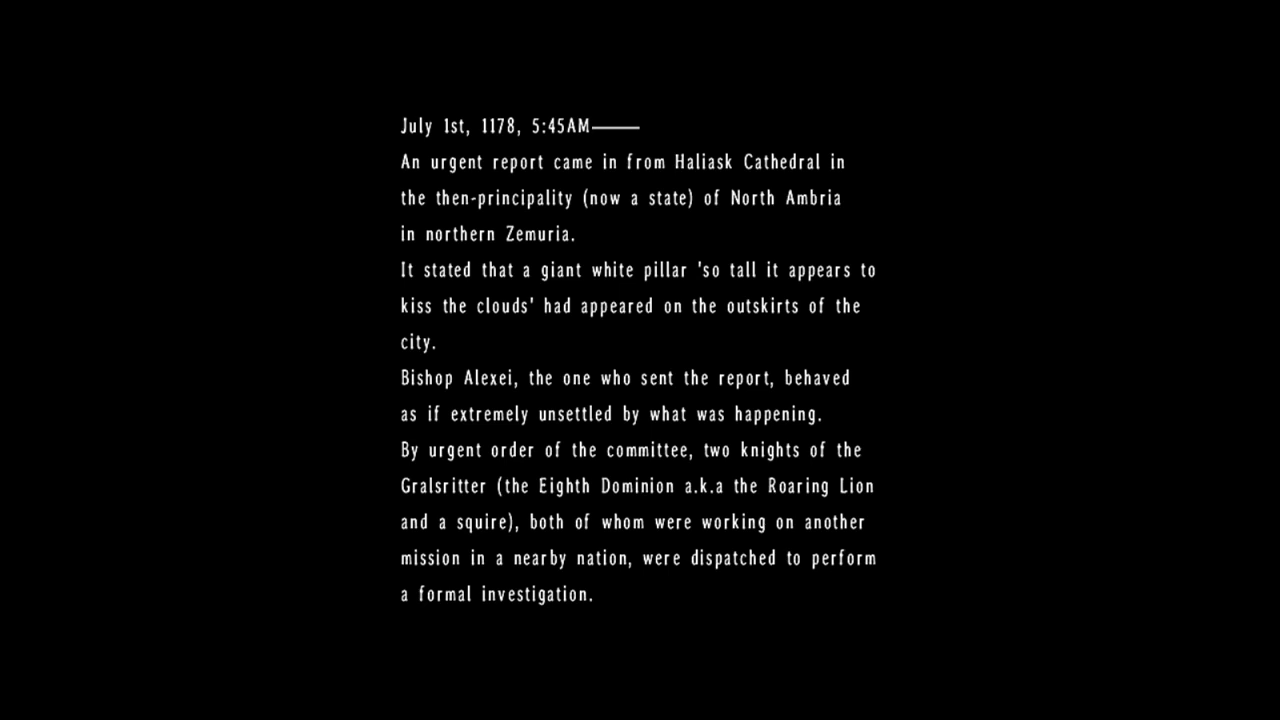 July 1st, 1178, 5:45AM——
An urgent report came in from Haliask Cathedral in
the then-principality (now a state) of North Ambria
in northern Zemuria.
It stated that a giant white pillar 'so tall it appears to
kiss the clouds' had appeared on the outskirts of the
city.
Bishop Alexei, the one who sent the report, behaved
as if extremely unsettled by what was happening.
By urgent order of the committee, two knights of the
Gralsritter (the Eighth Dominion a.k.a the Roaring Lion
and a squire), both of whom were working on another
mission in a nearby nation, were dispatched to perform
a formal investigation.